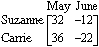 May June
Suzanne [32 –12]
Carrie [36 –22]